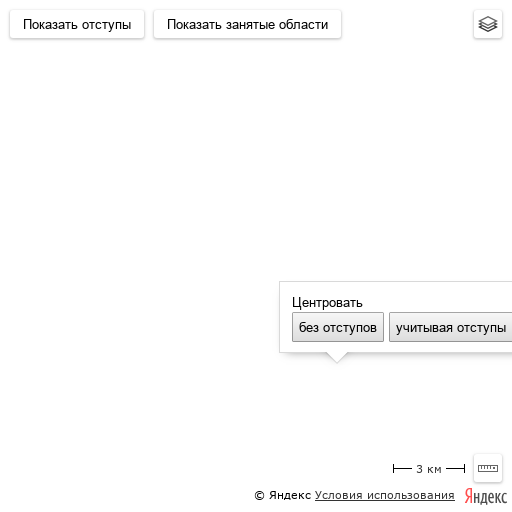 Показать отступы Показать занятые области
Центровать
без отступов учитывая отступы
3 км
© Яндекс Условия использования Яндекс